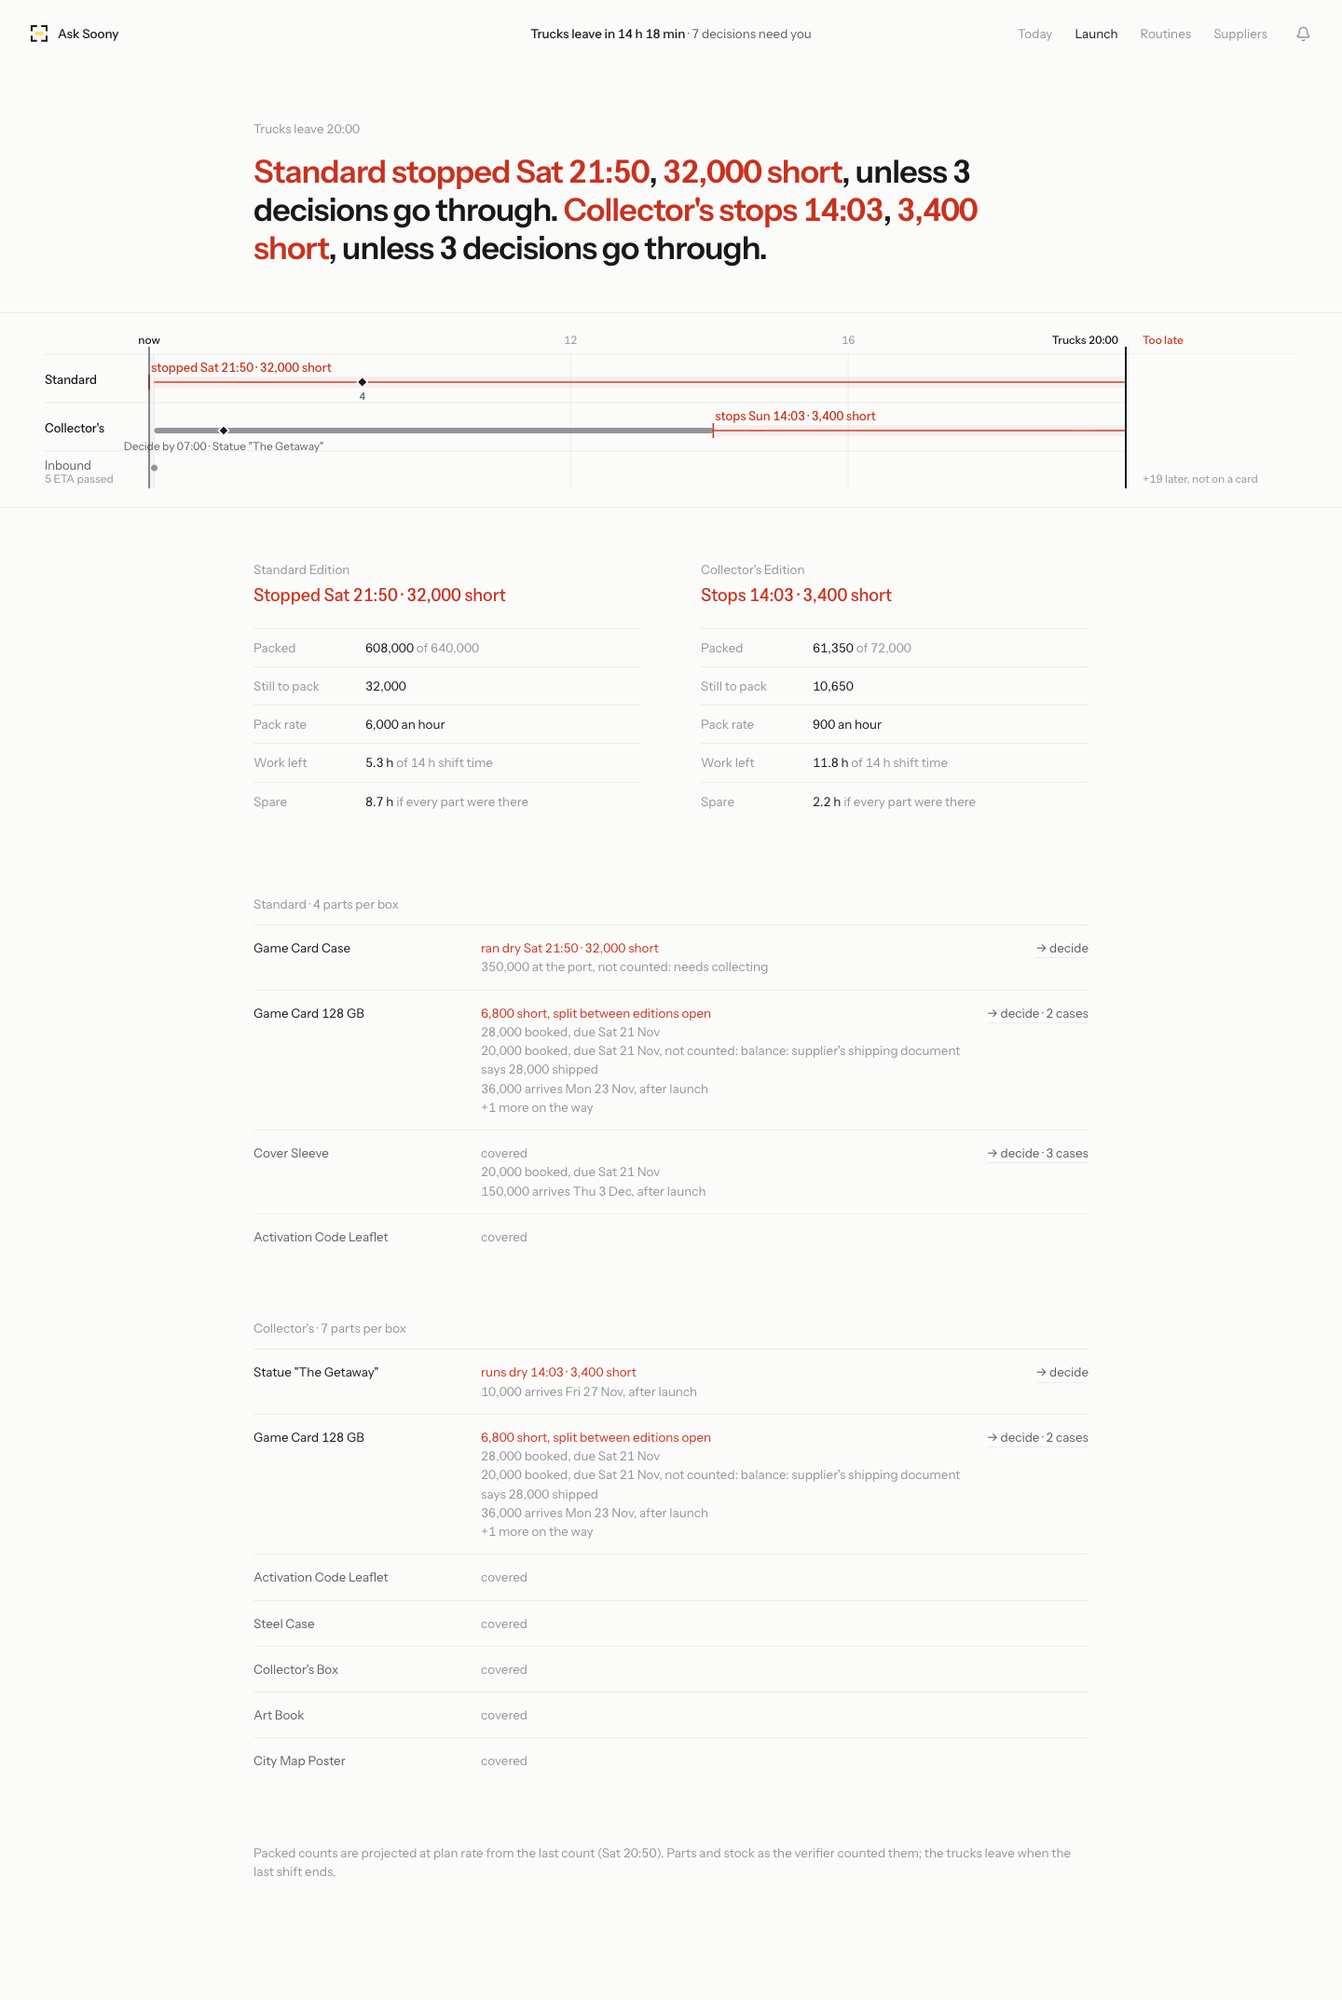 Ask Soony
Trucks leave in 14 h 18 min · 7 decisions need you
Today
Launch
Routines
Suppliers
Trucks leave 20:00
Standard stopped Sat 21:50, 32,000 short, unless 3
decisions go through. Collector's stops 14:03, 3,400
short, unless 3 decisions go through.
now
12
16
Trucks 20:00
Too late
stopped Sat 21:50 · 32,000 short
Standard
4
stops Sun 14:03 · 3,400 short
Collector's
Decide by 07:00 · Statue "The Getaway"
Inbound
5 ETA passed
+19 later, not on a card
Standard Edition
Stopped Sat 21:50 · 32,000 short
Packed 608,000 of 640,000
Still to pack 32,000
Pack rate 6,000 an hour
Work left 5.3 h of 14 h shift time
Spare 8.7 h if every part were there
Collector's Edition
Stops 14:03 · 3,400 short
Packed 61,350 of 72,000
Still to pack 10,650
Pack rate 900 an hour
Work left 11.8 h of 14 h shift time
Spare 2.2 h if every part were there
Standard · 4 parts per box
Game Card Case
ran dry Sat 21:50 · 32,000 short
→ decide
350,000 at the port, not counted: needs collecting
Game Card 128 GB
6,800 short, split between editions open
→ decide · 2 cases
28,000 booked, due Sat 21 Nov
20,000 booked, due Sat 21 Nov, not counted: balance: supplier's shipping document
says 28,000 shipped
36,000 arrives Mon 23 Nov, after launch
+1 more on the way
Cover Sleeve
covered
→ decide · 3 cases
20,000 booked, due Sat 21 Nov
150,000 arrives Thu 3 Dec, after launch
Activation Code Leaflet
covered
Collector's · 7 parts per box
Statue "The Getaway"
runs dry 14:03 · 3,400 short
→ decide
10,000 arrives Fri 27 Nov, after launch
Game Card 128 GB
6,800 short, split between editions open
→ decide · 2 cases
28,000 booked, due Sat 21 Nov
20,000 booked, due Sat 21 Nov, not counted: balance: supplier's shipping document
says 28,000 shipped
36,000 arrives Mon 23 Nov, after launch
+1 more on the way
Activation Code Leaflet
covered
Steel Case
covered
Collector's Box
covered
Art Book
covered
City Map Poster
covered
Packed counts are projected at plan rate from the last count (Sat 20:50). Parts and stock as the verifier counted them; the trucks leave when the
last shift ends.